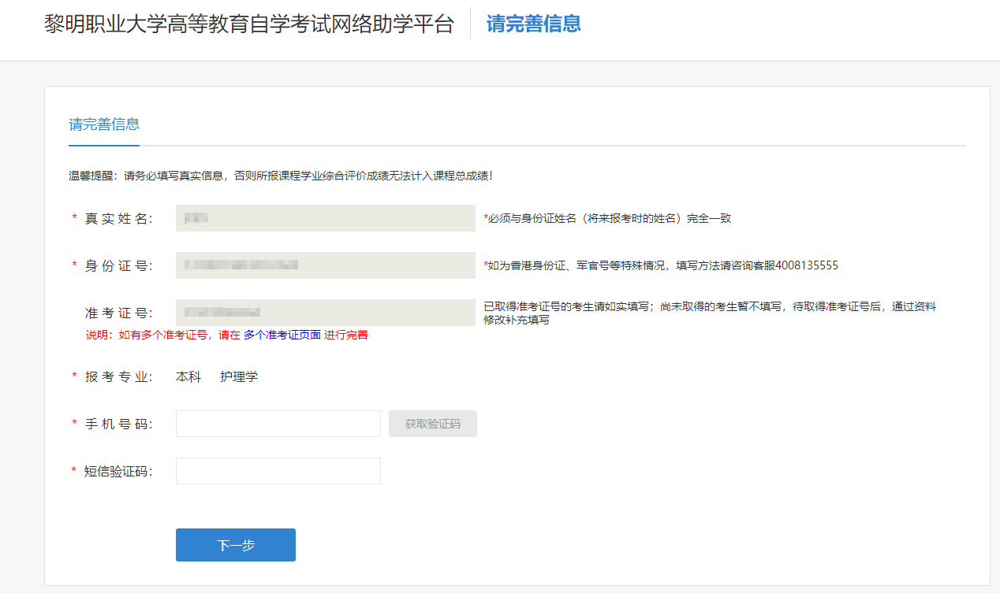 黎明职业大学高等教育自学考试网络助学平台 请完善信息
请完善信息
温馨提醒：请务必填写真实信息，否则所报课程学业综合评价成绩无法计入课程总成绩！
* 真 实 姓 名： *必须与身份证姓名（将来报考时的姓名）完全一致
* 身 份 证 号： *如为香港身份证、军官号等特殊情况，填写方法请咨询客服4008135555
准 考 证 号： 已取得准考证号的考生请如实填写；尚未取得的考生暂不填写，待取得准考证号后，通过资料
修改补充填写
说明：如有多个准考证号，请在 多个准考证页面 进行完善
* 报 考 专 业： 本科 护理学
* 手 机 号 码： 获取验证码
* 短信验证码：
下一步